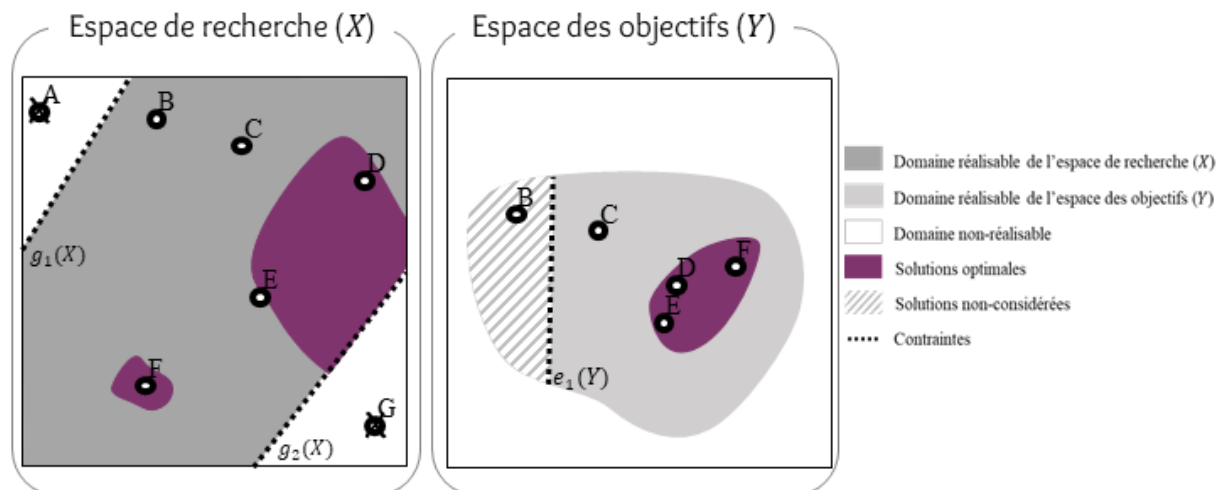 Espace de recherche (X)
Espace des objectifs (Y)
A
B
C
D
g₁(X)
E
F
G
g₂(X)
B
C
F
D
E
e₁(Y)
Domaine réalisable de l'espace de recherche (X)
Domaine réalisable de l'espace des objectifs (Y)
Domaine non-réalisable
Solutions optimales
Solutions non-considérées
Contraintes